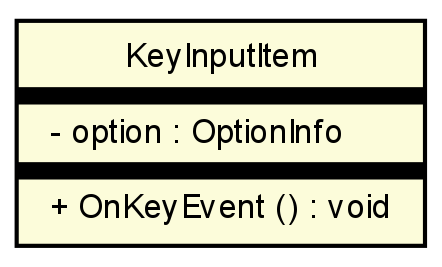 KeyInputItem
- option : OptionInfo
+ OnKeyEvent () : void